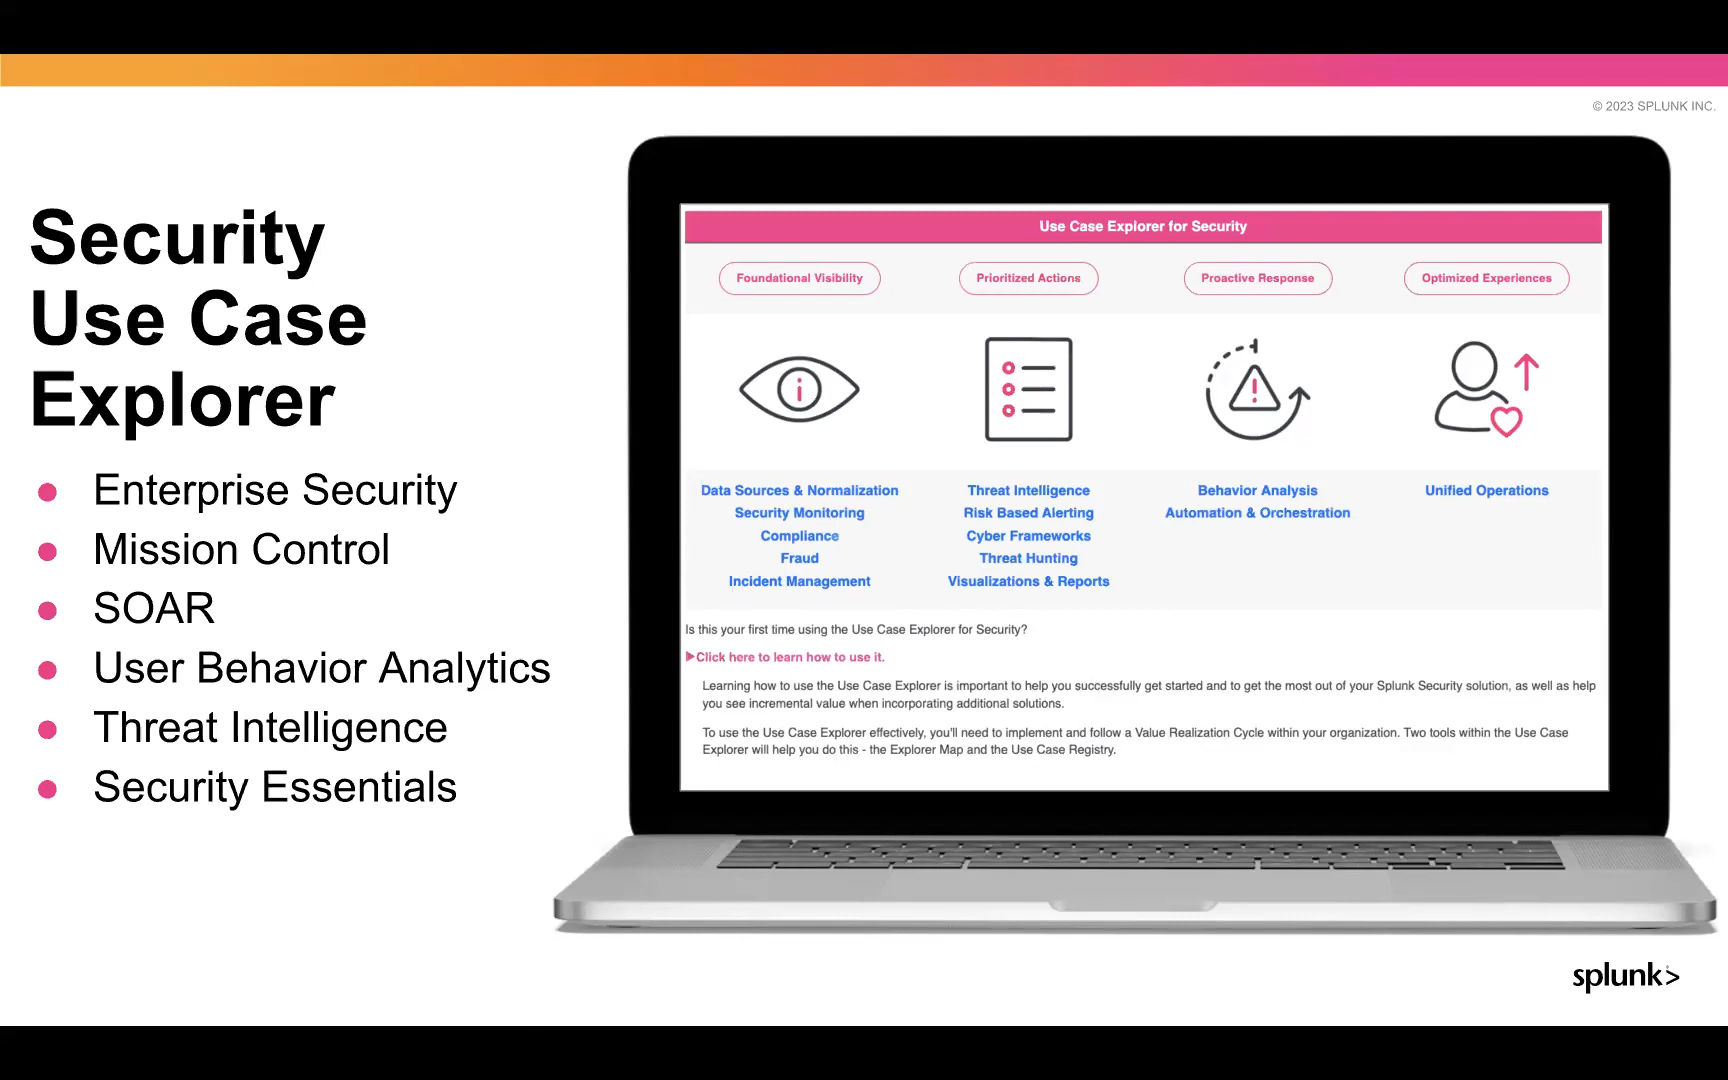 © 2023 SPLUNK INC.
Security
Use Case
Explorer
Enterprise Security
Mission Control
SOAR
User Behavior Analytics
Threat Intelligence
Security Essentials
Use Case Explorer for Security
Foundational Visibility
Prioritized Actions
Proactive Response
Optimized Experiences
Data Sources & Normalization
Security Monitoring
Compliance
Fraud
Incident Management
Threat Intelligence
Risk Based Alerting
Cyber Frameworks
Threat Hunting
Visualizations & Reports
Behavior Analysis
Automation & Orchestration
Unified Operations
Is this your first time using the Use Case Explorer for Security?
Click here to learn how to use it.
Learning how to use the Use Case Explorer is important to help you successfully get started and to get the most out of your Splunk Security solution, as well as help
you see incremental value when incorporating additional solutions.
To use the Use Case Explorer effectively, you'll need to implement and follow a Value Realization Cycle within your organization. Two tools within the Use Case
Explorer will help you do this - the Explorer Map and the Use Case Registry.
splunk>